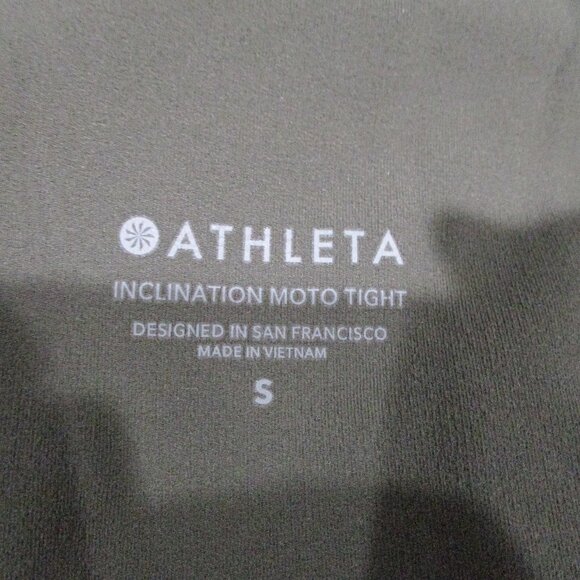 ATHLETA
INCLINATION MOTO TIGHT
DESIGNED IN SAN FRANCISCO
MADE IN VIETNAM
S